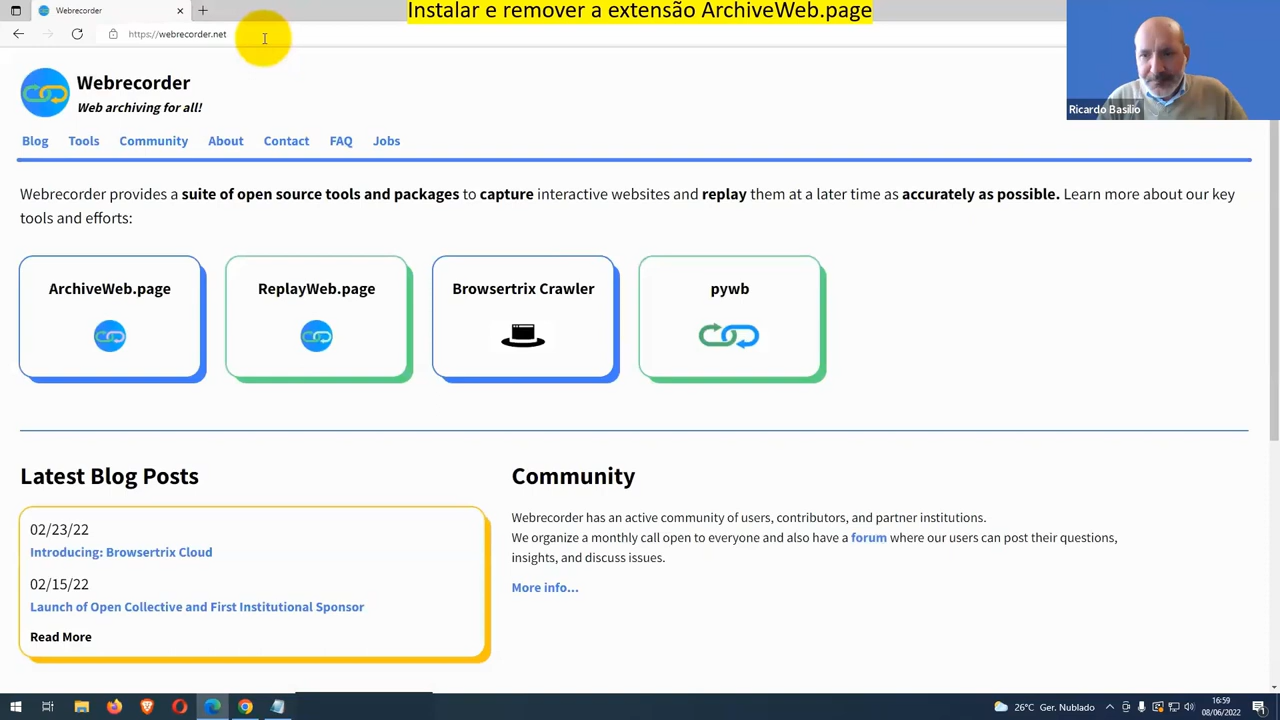 Instalar e remover a extensão ArchiveWeb.page
Webrecorder
https://webrecorder.net
Ricardo Basílio
Webrecorder
Web archiving for all!
Blog Tools Community About Contact FAQ Jobs
Webrecorder provides a suite of open source tools and packages to capture interactive websites and replay them at a later time as accurately as possible. Learn more about our key
tools and efforts:
ArchiveWeb.page ReplayWeb.page Browsertrix Crawler pywb
Latest Blog Posts
02/23/22
Introducing: Browsertrix Cloud
02/15/22
Launch of Open Collective and First Institutional Sponsor
Read More
Community
Webrecorder has an active community of users, contributors, and partner institutions.
We organize a monthly call open to everyone and also have a forum where our users can post their questions,
insights, and discuss issues.
More info...
26°C Ger. Nublado
16:59
08/06/2022